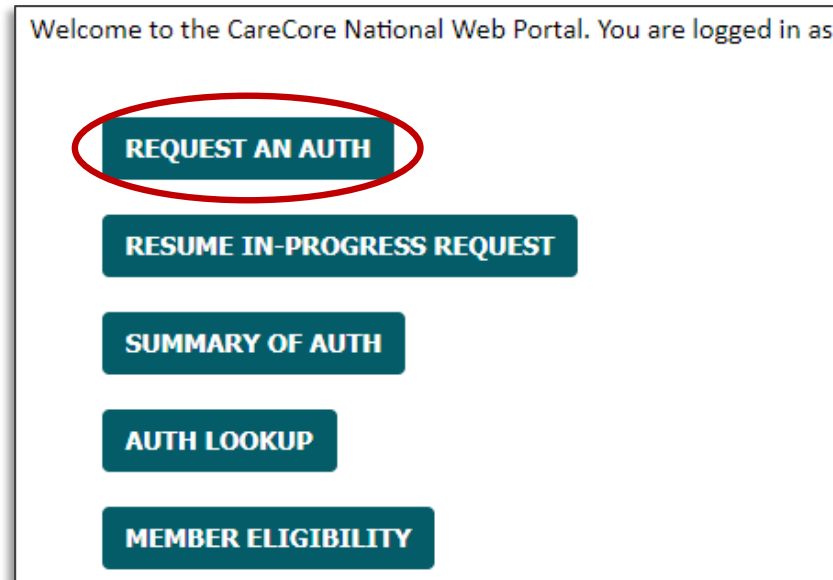 Welcome to the CareCore National Web Portal. You are logged in as
REQUEST AN AUTH
RESUME IN-PROGRESS REQUEST
SUMMARY OF AUTH
AUTH LOOKUP
MEMBER ELIGIBILITY